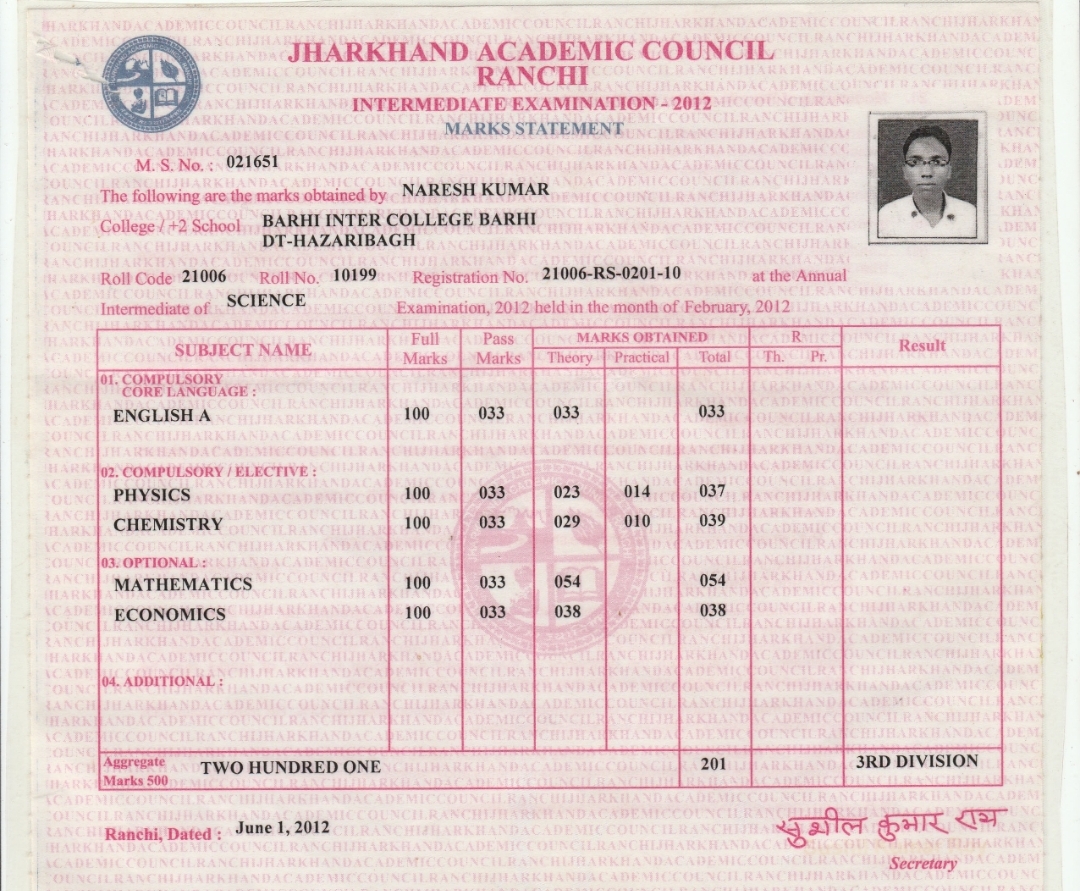 JHARKHAND ACADEMIC COUNCIL
RANCHI
INTERMEDIATE EXAMINATION - 2012
MARKS STATEMENT
M. S. No. : 021651
The following are the marks obtained by NARESH KUMAR
College / +2 School BARHI INTER COLLEGE BARHI
DT-HAZARIBAGH
Roll Code 21006 Roll No. 10199 Registration No. 21006-RS-0201-10 at the Annual
Intermediate of SCIENCE Examination, 2012 held in the month of February, 2012
SUBJECT NAME Full Marks Pass Marks MARKS OBTAINED R Result
Theory Practical Total Th. Pr.
01. COMPULSORY
CORE LANGUAGE :
ENGLISH A 100 033 033 033
02. COMPULSORY / ELECTIVE :
PHYSICS 100 033 023 014 037
CHEMISTRY 100 033 029 010 039
03. OPTIONAL :
MATHEMATICS 100 033 054 054
ECONOMICS 100 033 038 038
04. ADDITIONAL :
Aggregate
Marks 500 TWO HUNDRED ONE 201 3RD DIVISION
Ranchi, Dated : June 1, 2012
सुशील कुमार राय
Secretary